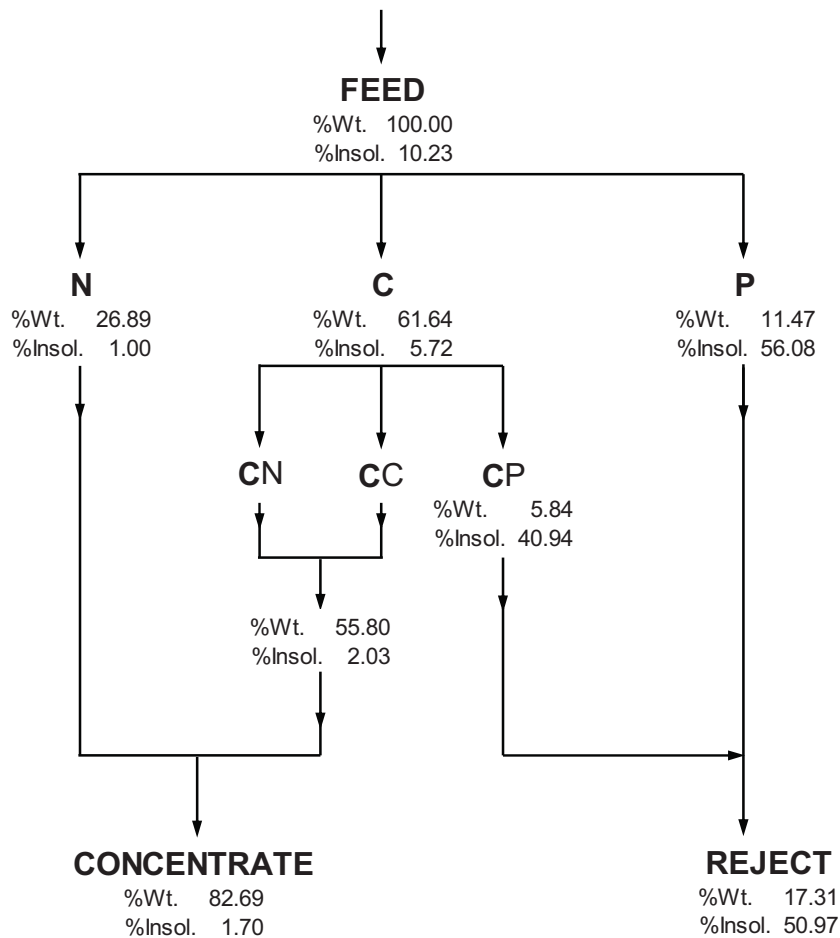 FEED
%Wt. 100.00
%Insol. 10.23
N
%Wt. 26.89
%Insol. 1.00
C
%Wt. 61.64
%Insol. 5.72
P
%Wt. 11.47
%Insol. 56.08
CN
CC
CP
%Wt. 5.84
%Insol. 40.94
%Wt. 55.80
%Insol. 2.03
CONCENTRATE
%Wt. 82.69
%Insol. 1.70
REJECT
%Wt. 17.31
%Insol. 50.97